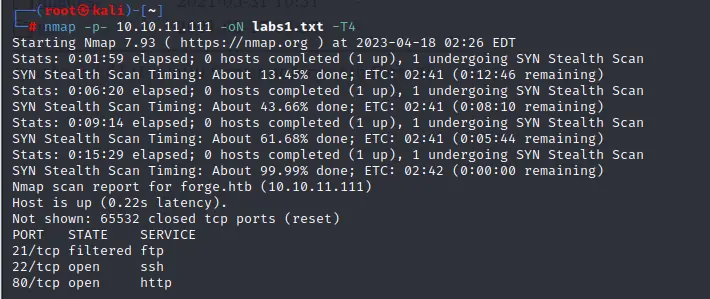 (root㉿kali)-[~]
# nmap -p- 10.10.11.111 -oN labs1.txt -T4
Starting Nmap 7.93 ( https://nmap.org ) at 2023-04-18 02:26 EDT
Stats: 0:01:59 elapsed; 0 hosts completed (1 up), 1 undergoing SYN Stealth Scan
SYN Stealth Scan Timing: About 13.45% done; ETC: 02:41 (0:12:46 remaining)
Stats: 0:06:20 elapsed; 0 hosts completed (1 up), 1 undergoing SYN Stealth Scan
SYN Stealth Scan Timing: About 43.66% done; ETC: 02:41 (0:08:10 remaining)
Stats: 0:09:14 elapsed; 0 hosts completed (1 up), 1 undergoing SYN Stealth Scan
SYN Stealth Scan Timing: About 61.68% done; ETC: 02:41 (0:05:44 remaining)
Stats: 0:15:29 elapsed; 0 hosts completed (1 up), 1 undergoing SYN Stealth Scan
SYN Stealth Scan Timing: About 99.99% done; ETC: 02:42 (0:00:00 remaining)
Nmap scan report for forge.htb (10.10.11.111)
Host is up (0.22s latency).
Not shown: 65532 closed tcp ports (reset)
PORT   STATE    SERVICE
21/tcp filtered ftp
22/tcp open     ssh
80/tcp open     http